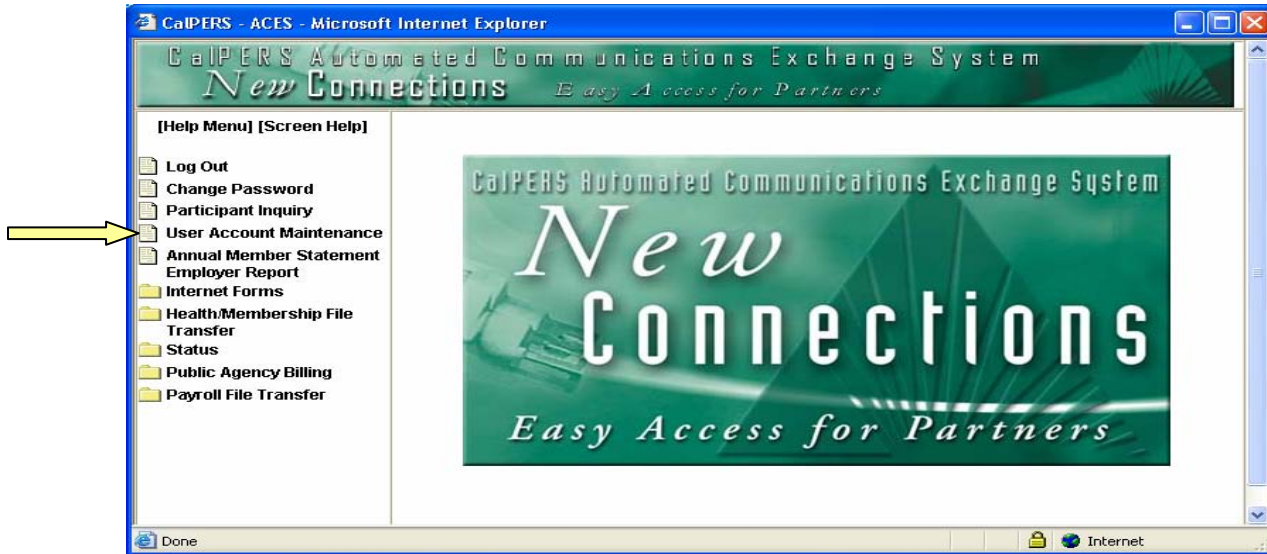 CalPERS - ACES - Microsoft Internet Explorer
CalPERS Automated Communications Exchange System
New Connections Easy Access for Partners
[Help Menu] [Screen Help]
Log Out
Change Password
Participant Inquiry
User Account Maintenance
Annual Member Statement
Employer Report
Internet Forms
Health/Membership File
Transfer
Status
Public Agency Billing
Payroll File Transfer
CalPERS Automated Communications Exchange System
New
Connections
Easy Access for Partners
Done
Internet